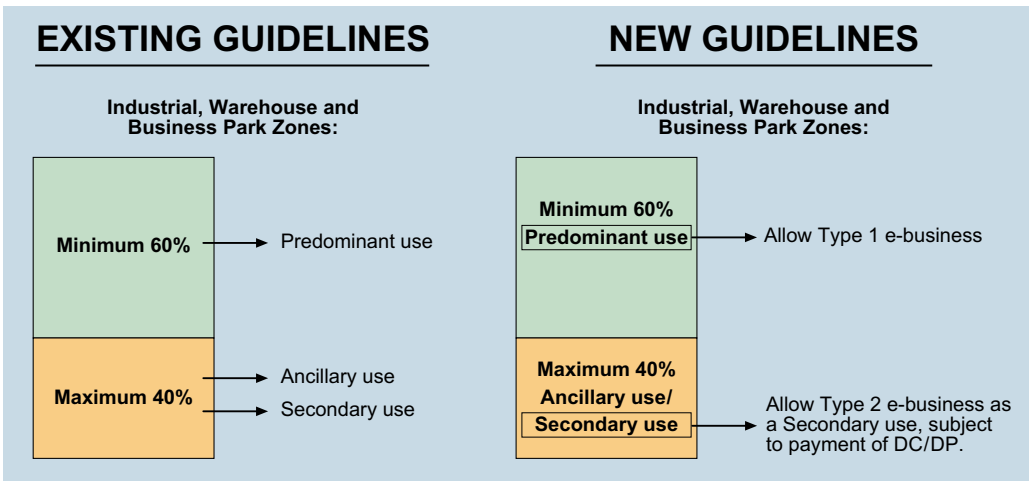 EXISTING GUIDELINES
Industrial, Warehouse and
Business Park Zones:
Minimum 60%
Predominant use
Maximum 40%
Ancillary use
Secondary use
NEW GUIDELINES
Industrial, Warehouse and
Business Park Zones:
Minimum 60%
Predominant use
Allow Type 1 e-business
Maximum 40%
Ancillary use/
Secondary use
Allow Type 2 e-business as
a Secondary use, subject
to payment of DC/DP.